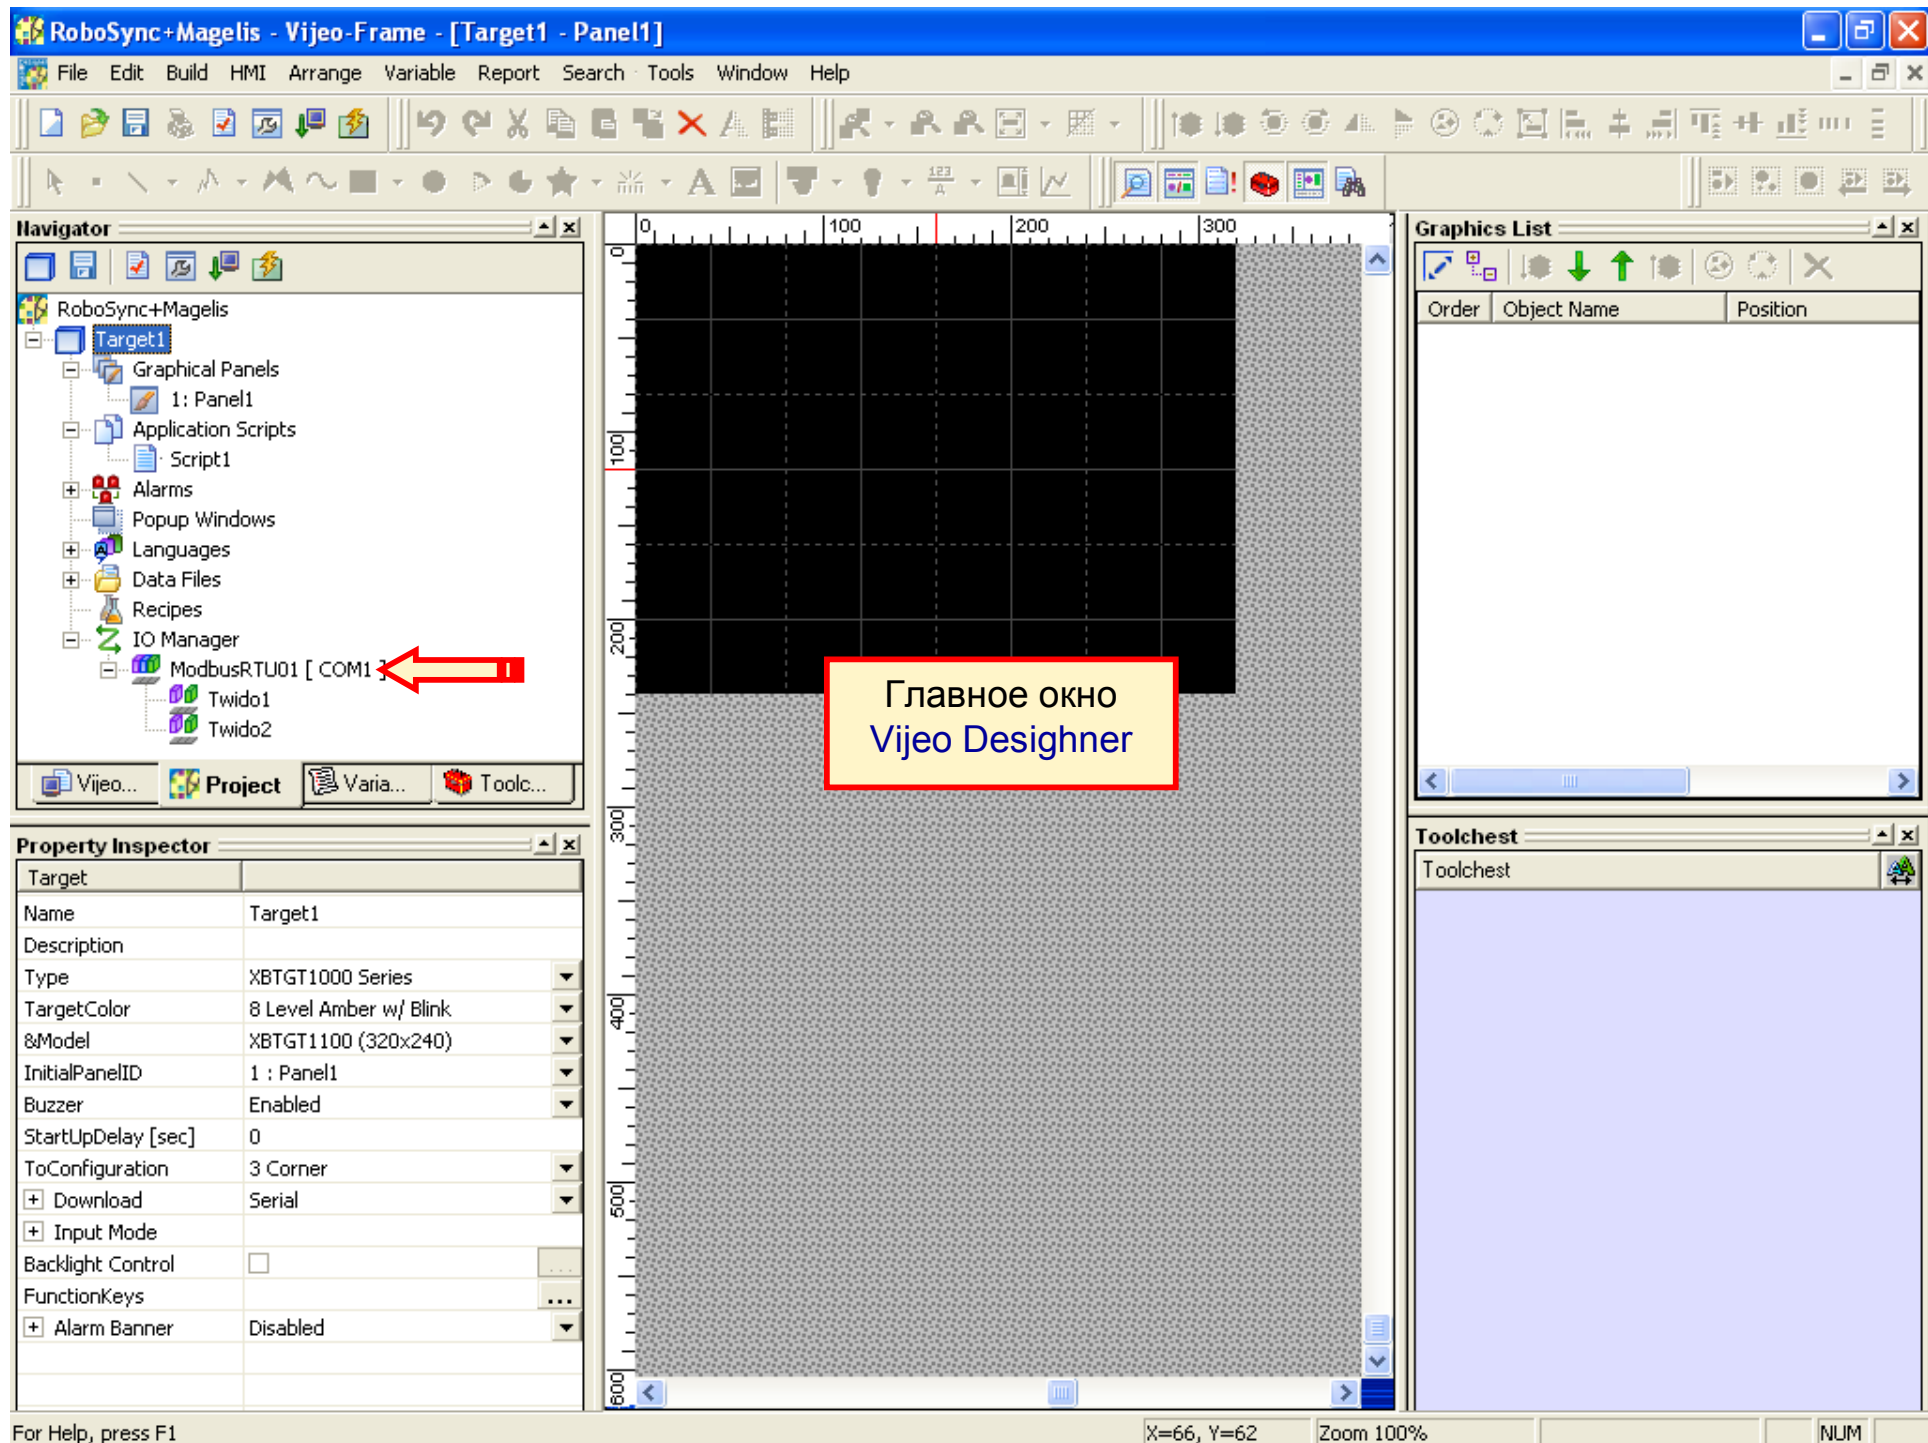 RoboSync+Magelis - Vijeo-Frame - [Target1 - Panel1]
File Edit Build HMI Arrange Variable Report Search Tools Window Help
Navigator
RoboSync+Magelis
Target1
Graphical Panels
1: Panel1
Application Scripts
Script1
Alarms
Popup Windows
Languages
Data Files
Recipes
IO Manager
ModbusRTU01 [ COM1 ]
Twido1
Twido2
Vijeo... Project Varia... Toolc...
Property Inspector
Target
Name Target1
Description
Type XBTGT1000 Series
TargetColor 8 Level Amber w/ Blink
&Model XBTGT1100 (320x240)
InitialPanelID 1 : Panel1
Buzzer Enabled
StartUpDelay [sec] 0
ToConfiguration 3 Corner
Download Serial
Input Mode
Backlight Control ...
FunctionKeys ...
Alarm Banner Disabled
0 100 200 300
0
100
200
300
400
500
600
Главное окно
Vijeo Desighner
Graphics List
Order Object Name Position
Toolchest
Toolchest
For Help, press F1 X=66, Y=62 Zoom 100% NUM